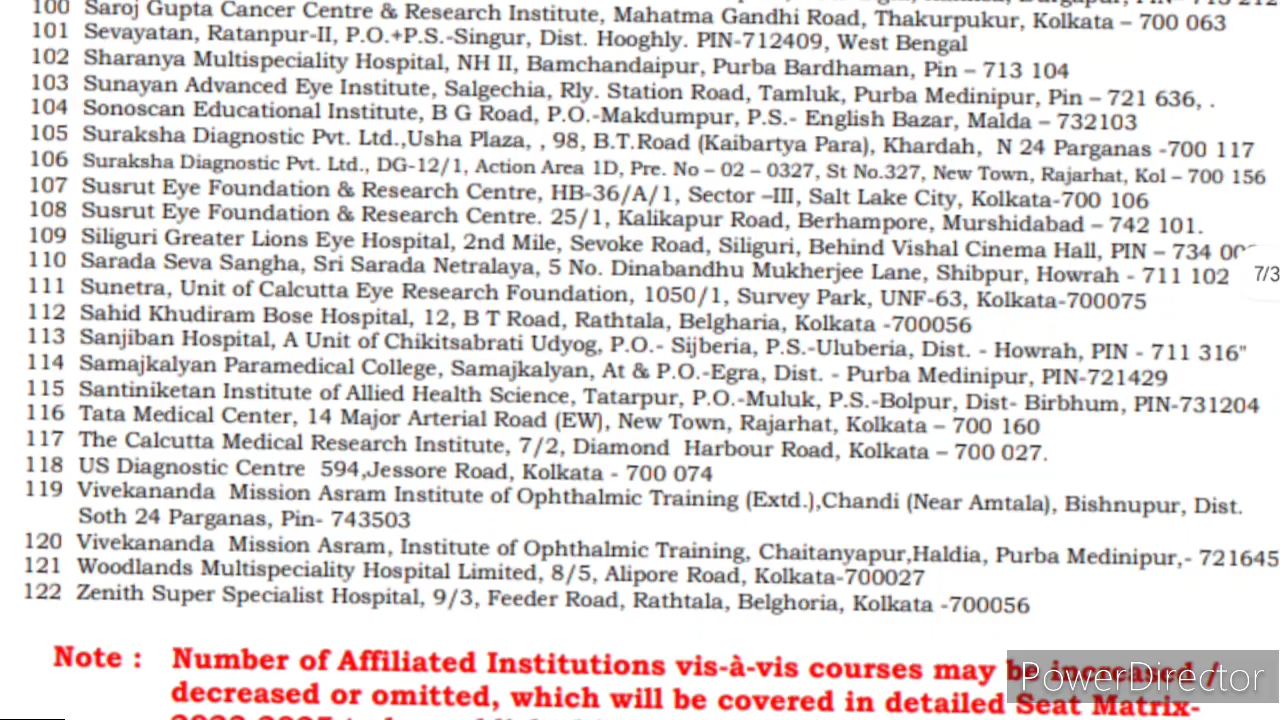 100 Saroj Gupta Cancer Centre & Research Institute, Mahatma Gandhi Road, Thakurpukur, Kolkata – 700 063
101 Sevayatan, Ratanpur-II, P.O.+P.S.-Singur, Dist. Hooghly. PIN-712409, West Bengal
102 Sharanya Multispeciality Hospital, NH II, Bamchandaipur, Purba Bardhaman, Pin – 713 104
103 Sunayan Advanced Eye Institute, Salgechia, Rly. Station Road, Tamluk, Purba Medinipur, Pin – 721 636, .
104 Sonoscan Educational Institute, B G Road, P.O.-Makdumpur, P.S.- English Bazar, Malda – 732103
105 Suraksha Diagnostic Pvt. Ltd.,Usha Plaza, , 98, B.T.Road (Kaibartya Para), Khardah, N 24 Parganas -700 117
106 Suraksha Diagnostic Pvt. Ltd., DG-12/1, Action Area 1D, Pre. No – 02 – 0327, St No.327, New Town, Rajarhat, Kol – 700 156
107 Susrut Eye Foundation & Research Centre, HB-36/A/1, Sector –III, Salt Lake City, Kolkata-700 106
108 Susrut Eye Foundation & Research Centre. 25/1, Kalikapur Road, Berhampore, Murshidabad – 742 101.
109 Siliguri Greater Lions Eye Hospital, 2nd Mile, Sevoke Road, Siliguri, Behind Vishal Cinema Hall, PIN – 734
110 Sarada Seva Sangha, Sri Sarada Netralaya, 5 No. Dinabandhu Mukherjee Lane, Shibpur, Howrah - 711 102
7/3
111 Sunetra, Unit of Calcutta Eye Research Foundation, 1050/1, Survey Park, UNF-63, Kolkata-700075
112 Sahid Khudiram Bose Hospital, 12, B T Road, Rathtala, Belgharia, Kolkata -700056
113 Sanjiban Hospital, A Unit of Chikitsabrati Udyog, P.O.- Sijberia, P.S.-Uluberia, Dist. - Howrah, PIN - 711 316"
114 Samajkalyan Paramedical College, Samajkalyan, At & P.O.-Egra, Dist. - Purba Medinipur, PIN-721429
115 Santiniketan Institute of Allied Health Science, Tatarpur, P.O.-Muluk, P.S.-Bolpur, Dist- Birbhum, PIN-731204
116 Tata Medical Center, 14 Major Arterial Road (EW), New Town, Rajarhat, Kolkata – 700 160
117 The Calcutta Medical Research Institute, 7/2, Diamond Harbour Road, Kolkata – 700 027.
118 US Diagnostic Centre 594,Jessore Road, Kolkata - 700 074
119 Vivekananda Mission Asram Institute of Ophthalmic Training (Extd.),Chandi (Near Amtala), Bishnupur, Dist.
Soth 24 Parganas, Pin- 743503
120 Vivekananda Mission Asram, Institute of Ophthalmic Training, Chaitanyapur,Haldia, Purba Medinipur,- 721645
121 Woodlands Multispeciality Hospital Limited, 8/5, Alipore Road, Kolkata-700027
122 Zenith Super Specialist Hospital, 9/3, Feeder Road, Rathtala, Belghoria, Kolkata -700056
Note : Number of Affiliated Institutions vis-à-vis courses may be increased /
decreased or omitted, which will be covered in detailed Seat Matrix-
PowerDirector